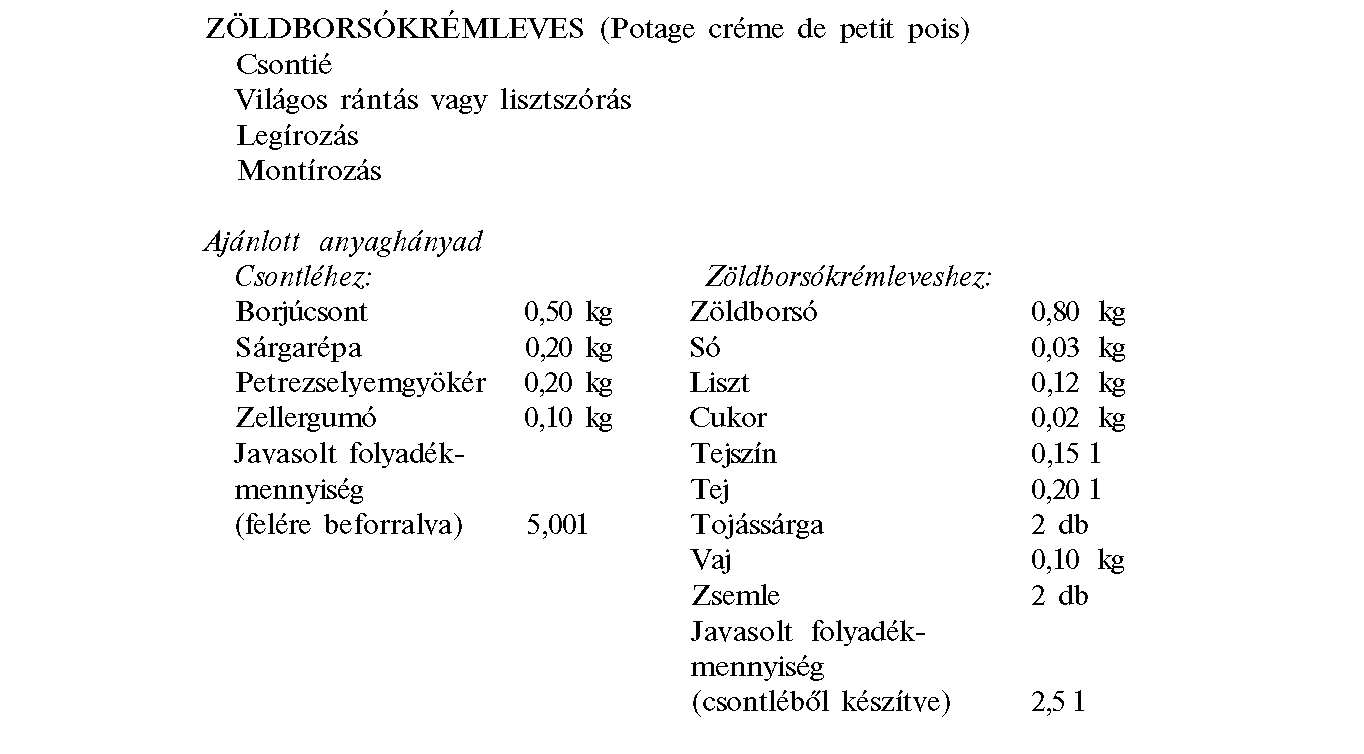 ZÖLDBORSÓKRÉMLEVES (Potage créme de petit pois)
Csontié
Világos rántás vagy lisztszórás
Legírozás
Montírozás
Ajánlott anyaghányad
Csontléhez:
Borjúcsont 0,50 kg
Sárgarépa 0,20 kg
Petrezselyemgyökér 0,20 kg
Zellergumó 0,10 kg
Javasolt folyadék-
mennyiség
(felére beforralva) 5,001
Zöldborsókrémleveshez:
Zöldborsó 0,80 kg
Só 0,03 kg
Liszt 0,12 kg
Cukor 0,02 kg
Tejszín 0,15 1
Tej 0,20 1
Tojássárga 2 db
Vaj 0,10 kg
Zsemle 2 db
Javasolt folyadék-
mennyiség
(csontléből készítve) 2,5 1